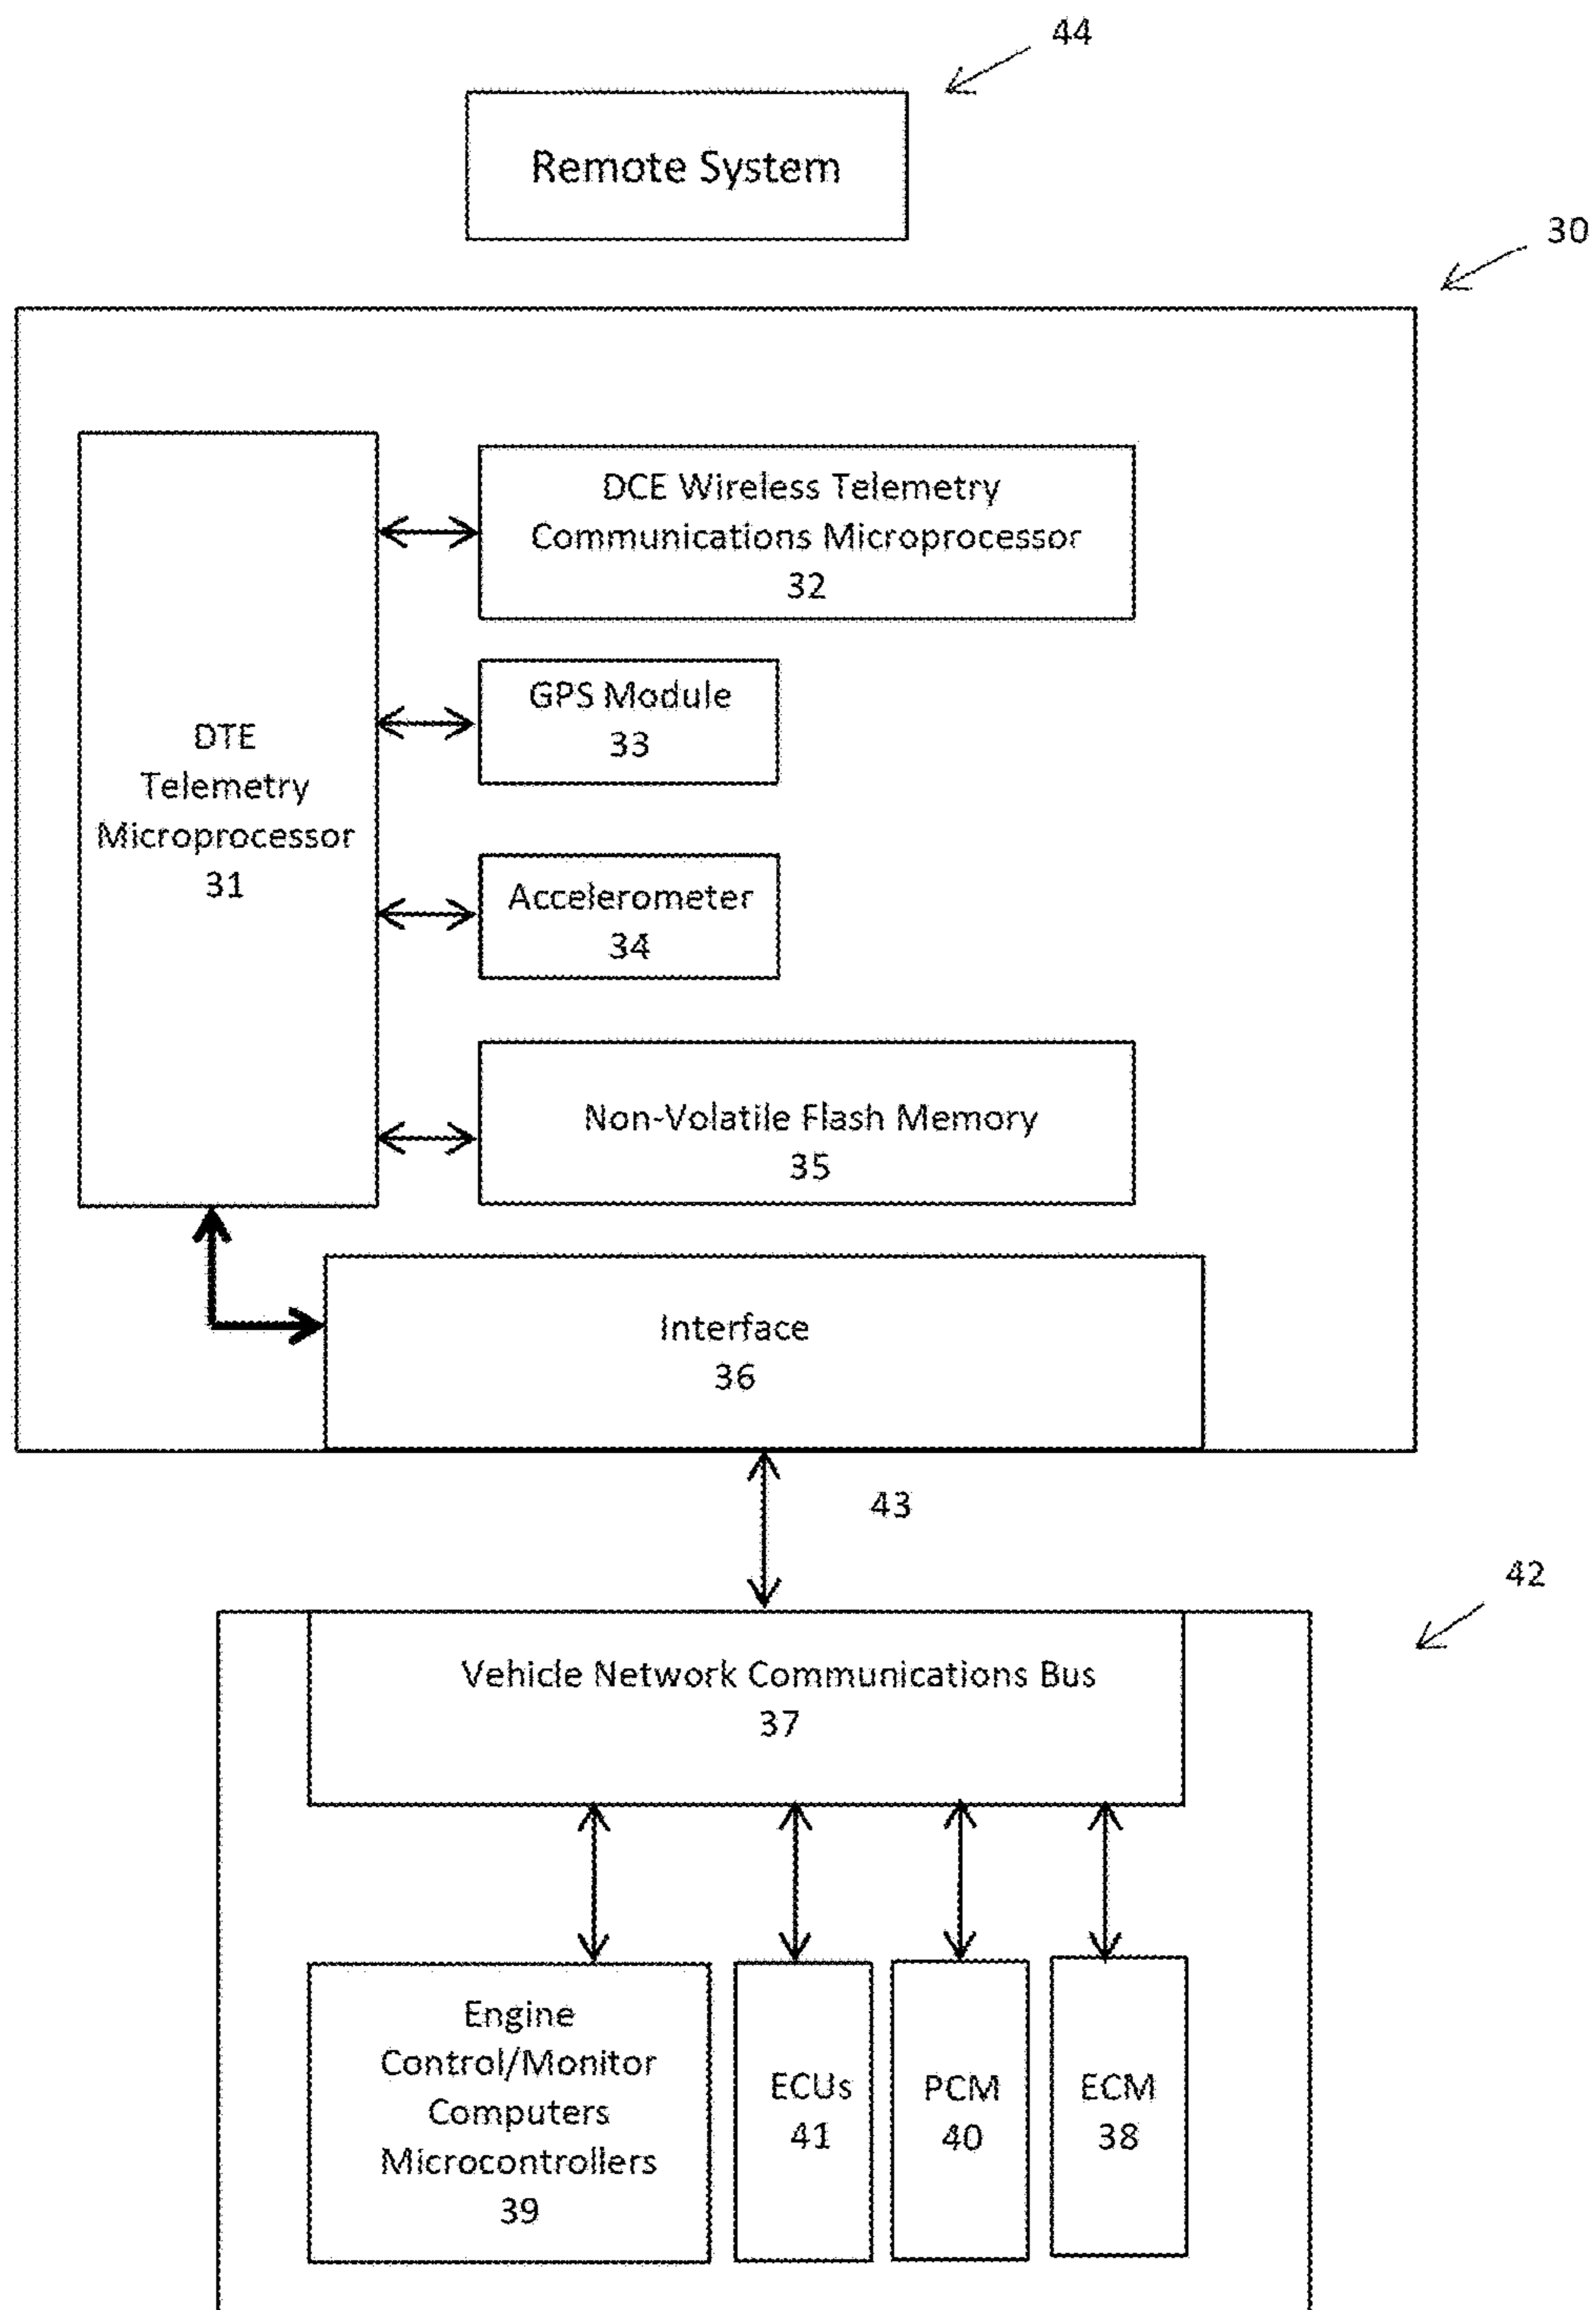 44
Remote System
30
DCE Wireless Telemetry
Communications Microprocessor
32
GPS Module
33
DTE
Telemetry
Microprocessor
31
Accelerometer
34
Non-Volatile Flash Memory
35
Interface
36
43
42
Vehicle Network Communications Bus
37
Engine
Control/Monitor
Computers
Microcontrollers
39
ECUs
41
PCM
40
ECM
38